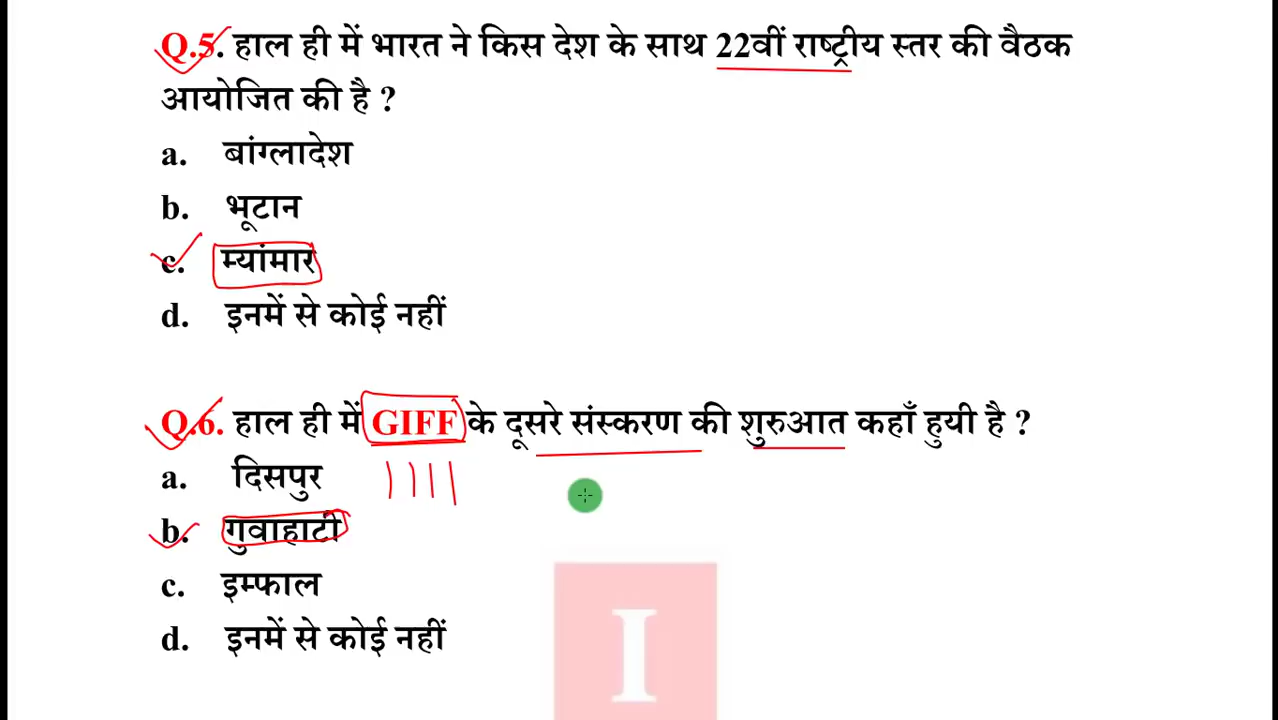 Q.5. हाल ही में भारत ने किस देश के साथ 22वीं राष्ट्रीय स्तर की बैठक
आयोजित की है ?
a. बांग्लादेश
b. भूटान
c. म्यांमार
d. इनमें से कोई नहीं
Q.6. हाल ही में GIFF के दूसरे संस्करण की शुरुआत कहाँ हुयी है ?
a. दिसपुर
b. गुवाहाटी
c. इम्फाल
d. इनमें से कोई नहीं
I